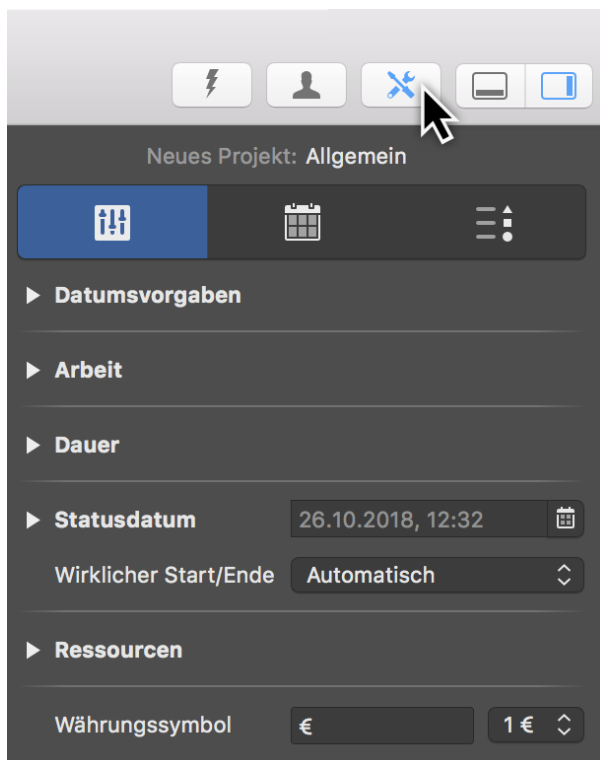 Neues Projekt: Allgemein
Datumsvorgaben
Arbeit
Dauer
Statusdatum 26.10.2018, 12:32
Wirklicher Start/Ende Automatisch
Ressourcen
Währungssymbol € 1 €